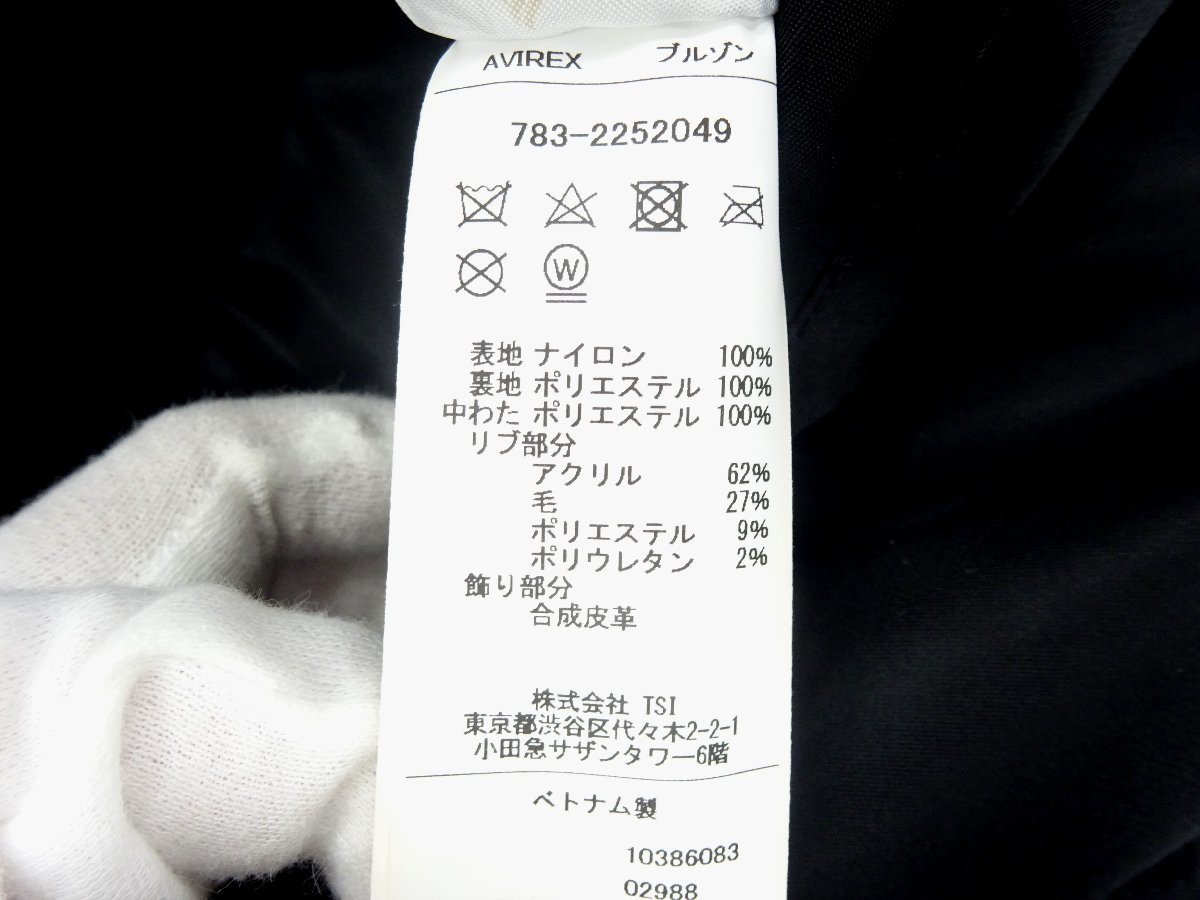 AVIREX ブルゾン
783-2252049
W
表地 ナイロン 100%
裏地 ポリエステル 100%
中わた ポリエステル 100%
リブ部分
アクリル 62%
毛 27%
ポリエステル 9%
ポリウレタン 2%
飾り部分
合成皮革
株式会社 TSI
東京都渋谷区代々木2-2-1
小田急サザンタワー6階
ベトナム製
10386083
02988